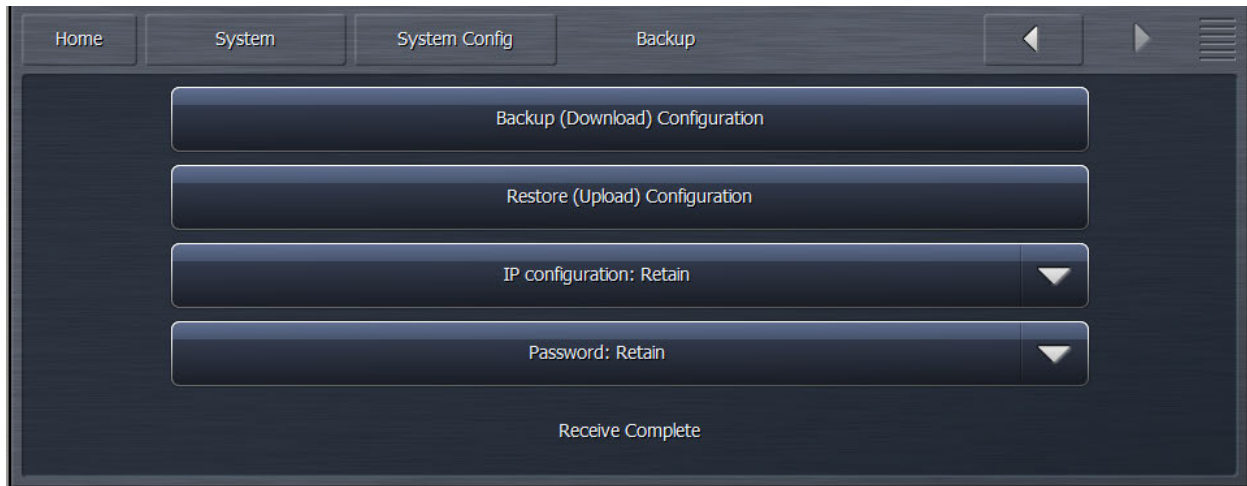 Home System System Config Backup
Backup (Download) Configuration
Restore (Upload) Configuration
IP configuration: Retain
Password: Retain
Receive Complete